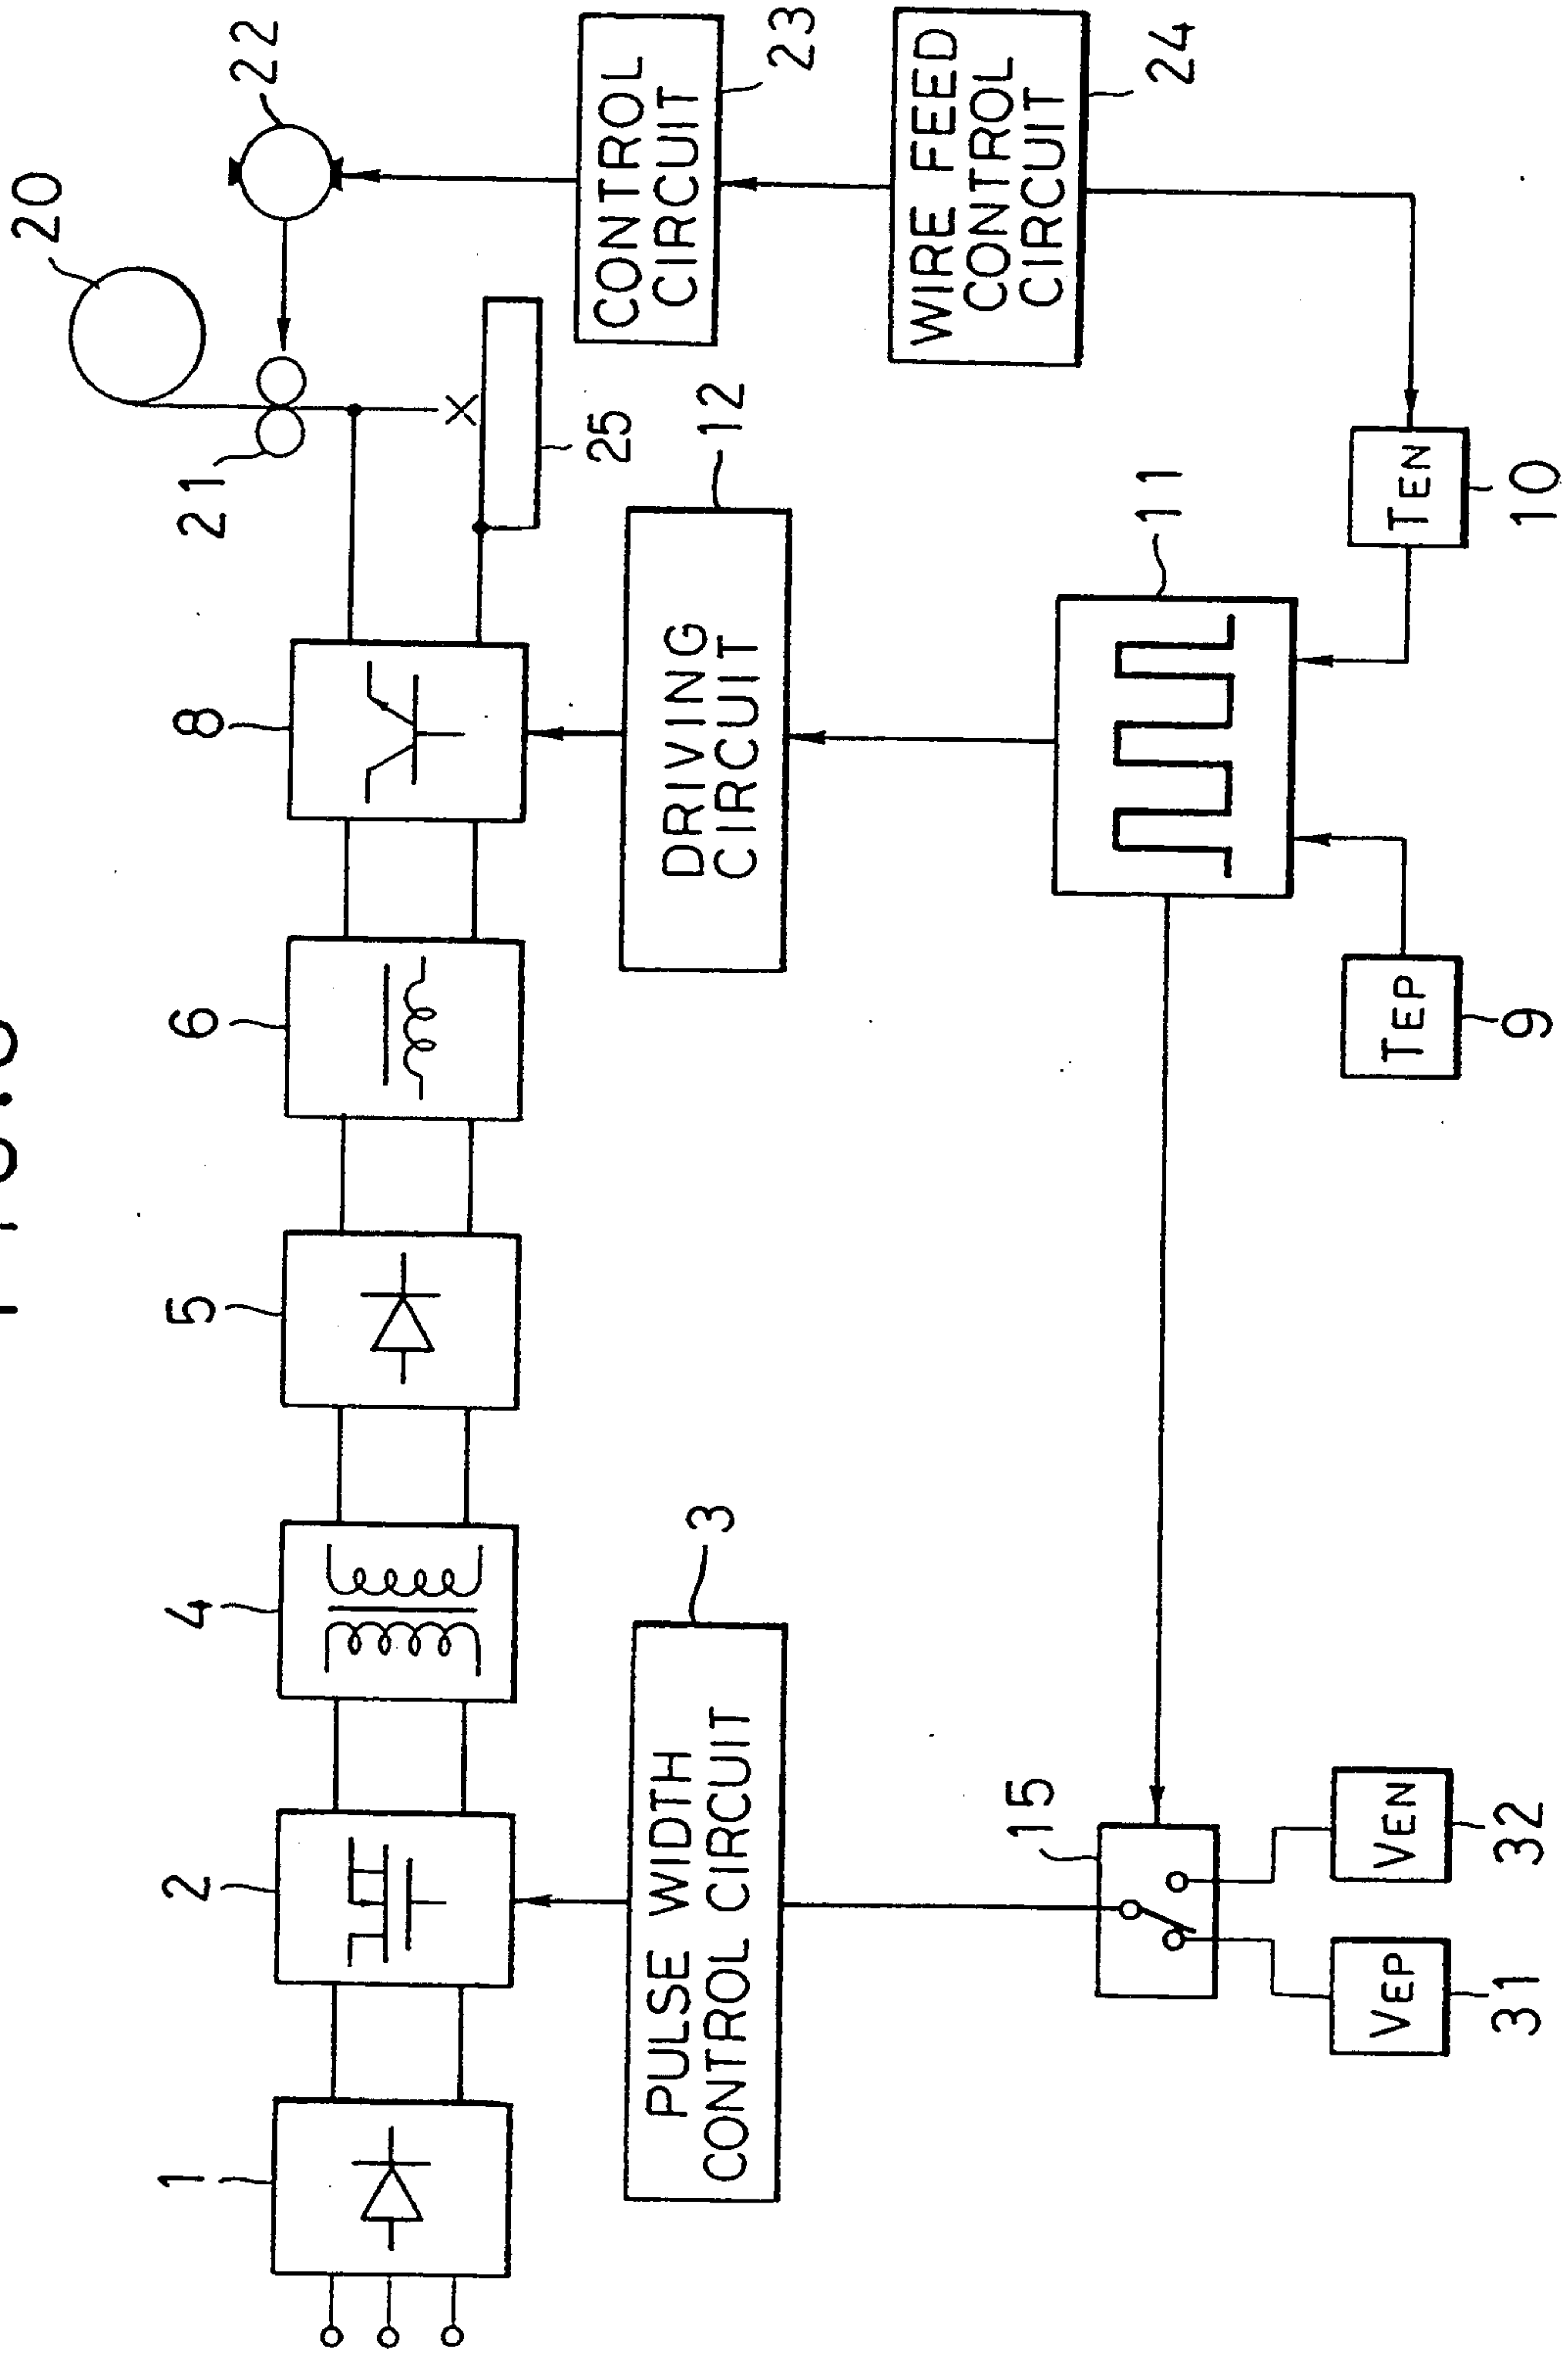 20
22
21
8
6
5
4
2
1
25
CONTROL
CIRCUIT
23
12
DRIVING
CIRCUIT
3
PULSE WIDTH
CONTROL CIRCUIT
WIRE FEED
CONTROL
CIRCUIT
24
11
15
TEN
10
TEP
9
VEN
32
VEP
31